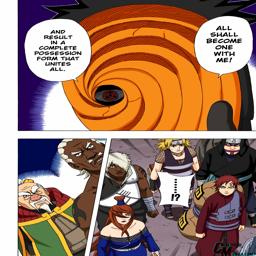 ALL
SHALL
BECOME
ONE
WITH
ME!
AND
RESULT
IN A
COMPLETE
POSSESSION
FORM THAT
UNITES
ALL.
......!?